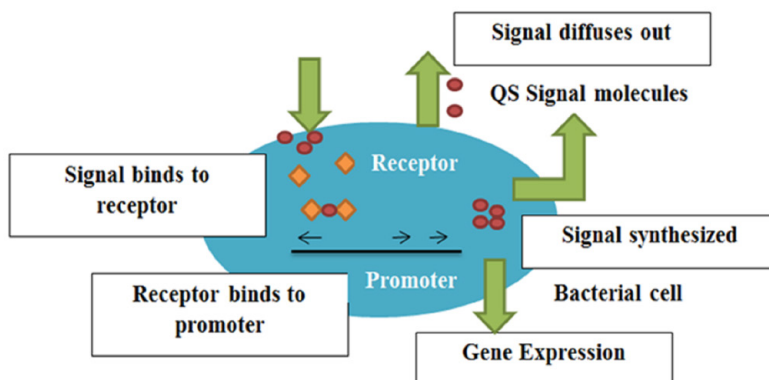 Signal diffuses out
QS Signal molecules
Receptor
Signal binds to
receptor
Signal synthesized
Promoter
Receptor binds to
promoter
Bacterial cell
Gene Expression